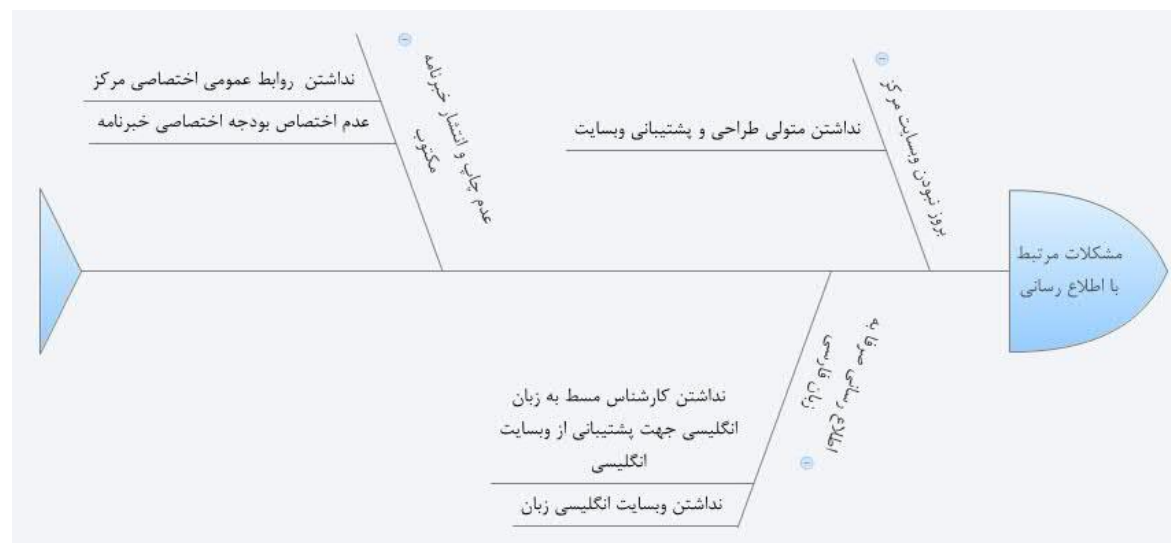 مشکلات مرتبط
با اطلاع رسانی
بروز نبودن وبسایت مرکز
نداشتن متولی طراحی و پشتیبانی وبسایت
عدم چاپ و انتشار خبرنامه
مکتوب
نداشتن روابط عمومی اختصاصی مرکز
عدم اختصاص بودجه اختصاصی خبرنامه
اطلاع رسانی صرفا به
زبان فارسی
نداشتن کارشناس مسط به زبان
انگلیسی جهت پشتیبانی از وبسایت
انگلیسی
نداشتن وبسایت انگلیسی زبان